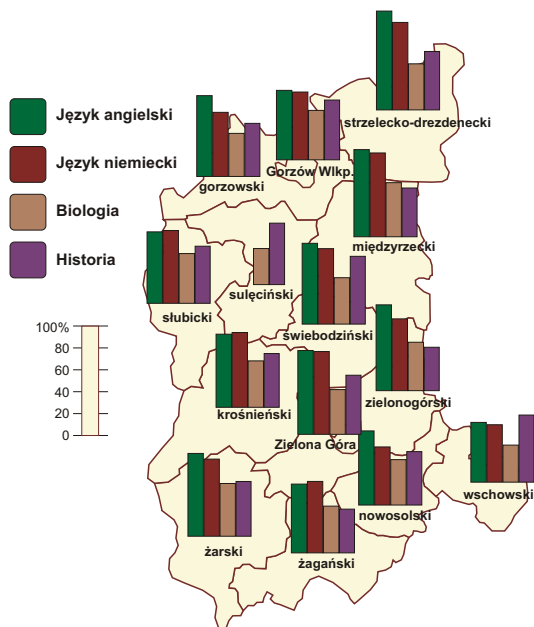 Język angielski
Język niemiecki
Biologia
Historia
strzelecko-drezdenecki
Gorzów Wlkp.
gorzowski
międzyrzecki
sulęciński
słubicki
świebodziński
100%
80
60
40
20
0
zielonogórski
krośnieński
Zielona Góra
wschowski
nowosolski
żarski
żagański